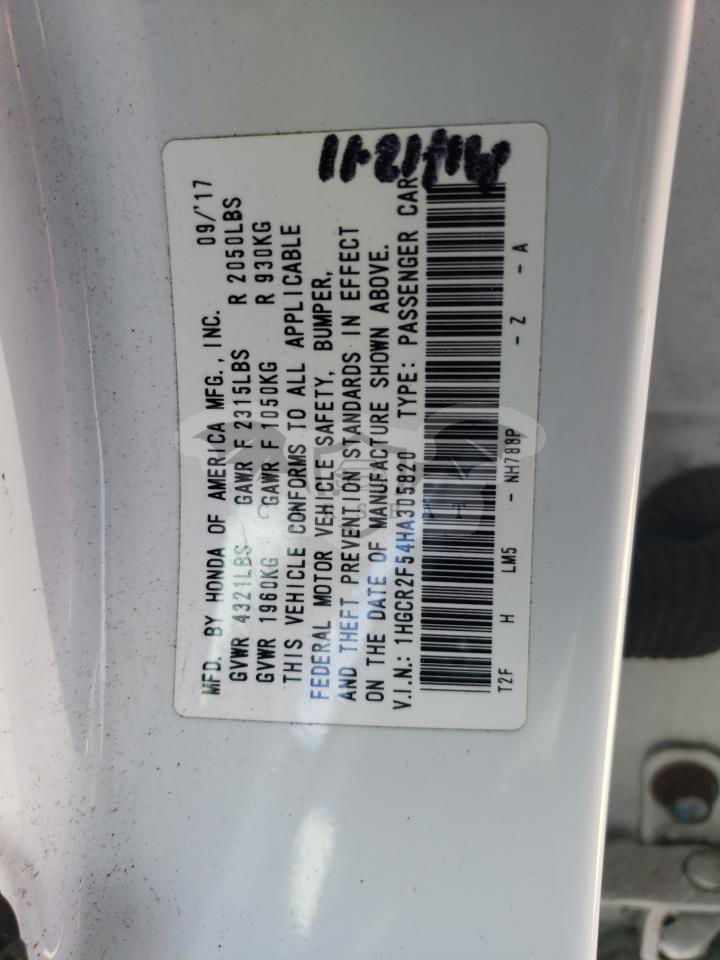 MFD. BY HONDA OF AMERICA MFG., INC. 09/'17
GVWR 4321LBS GAWR F 2315LBS R 2050LBS
GVWR 1960KG GAWR F 1050KG R 930KG
THIS VEHICLE CONFORMS TO ALL APPLICABLE
FEDERAL MOTOR VEHICLE SAFETY, BUMPER,
AND THEFT PREVENTION STANDARDS IN EFFECT
ON THE DATE OF MANUFACTURE SHOWN ABOVE.
V.I.N.: 1HGCR2F54HA305820 TYPE: PASSENGER CAR
T2F H LM5 - NH788P - Z - A